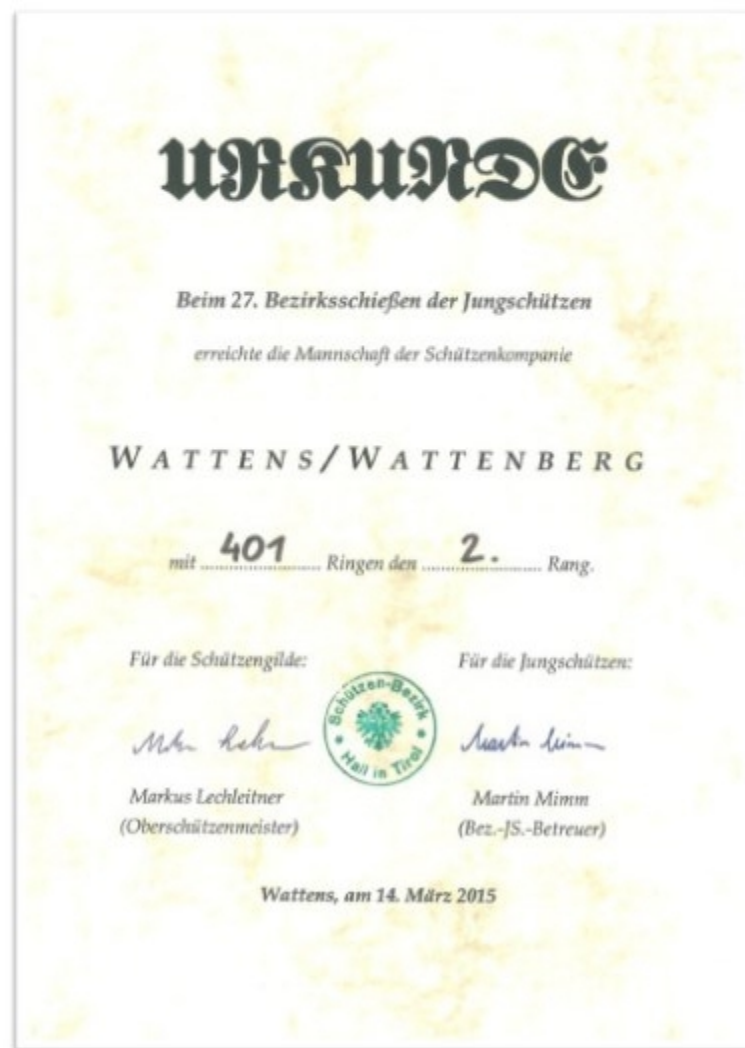 URKUNDE
Beim 27. Bezirksschießen der Jungschützen
erreichte die Mannschaft der Schützenkompanie
WATTENS/WATTENBERG
mit 401 Ringen den 2. Rang.
Für die Schützengilde:
Für die Jungschützen:
Schützen-Bezirk
Hall in Tirol
Markus Lechleitner
(Oberschützenmeister)
Martin Mimm
(Bez.-JS.-Betreuer)
Wattens, am 14. März 2015